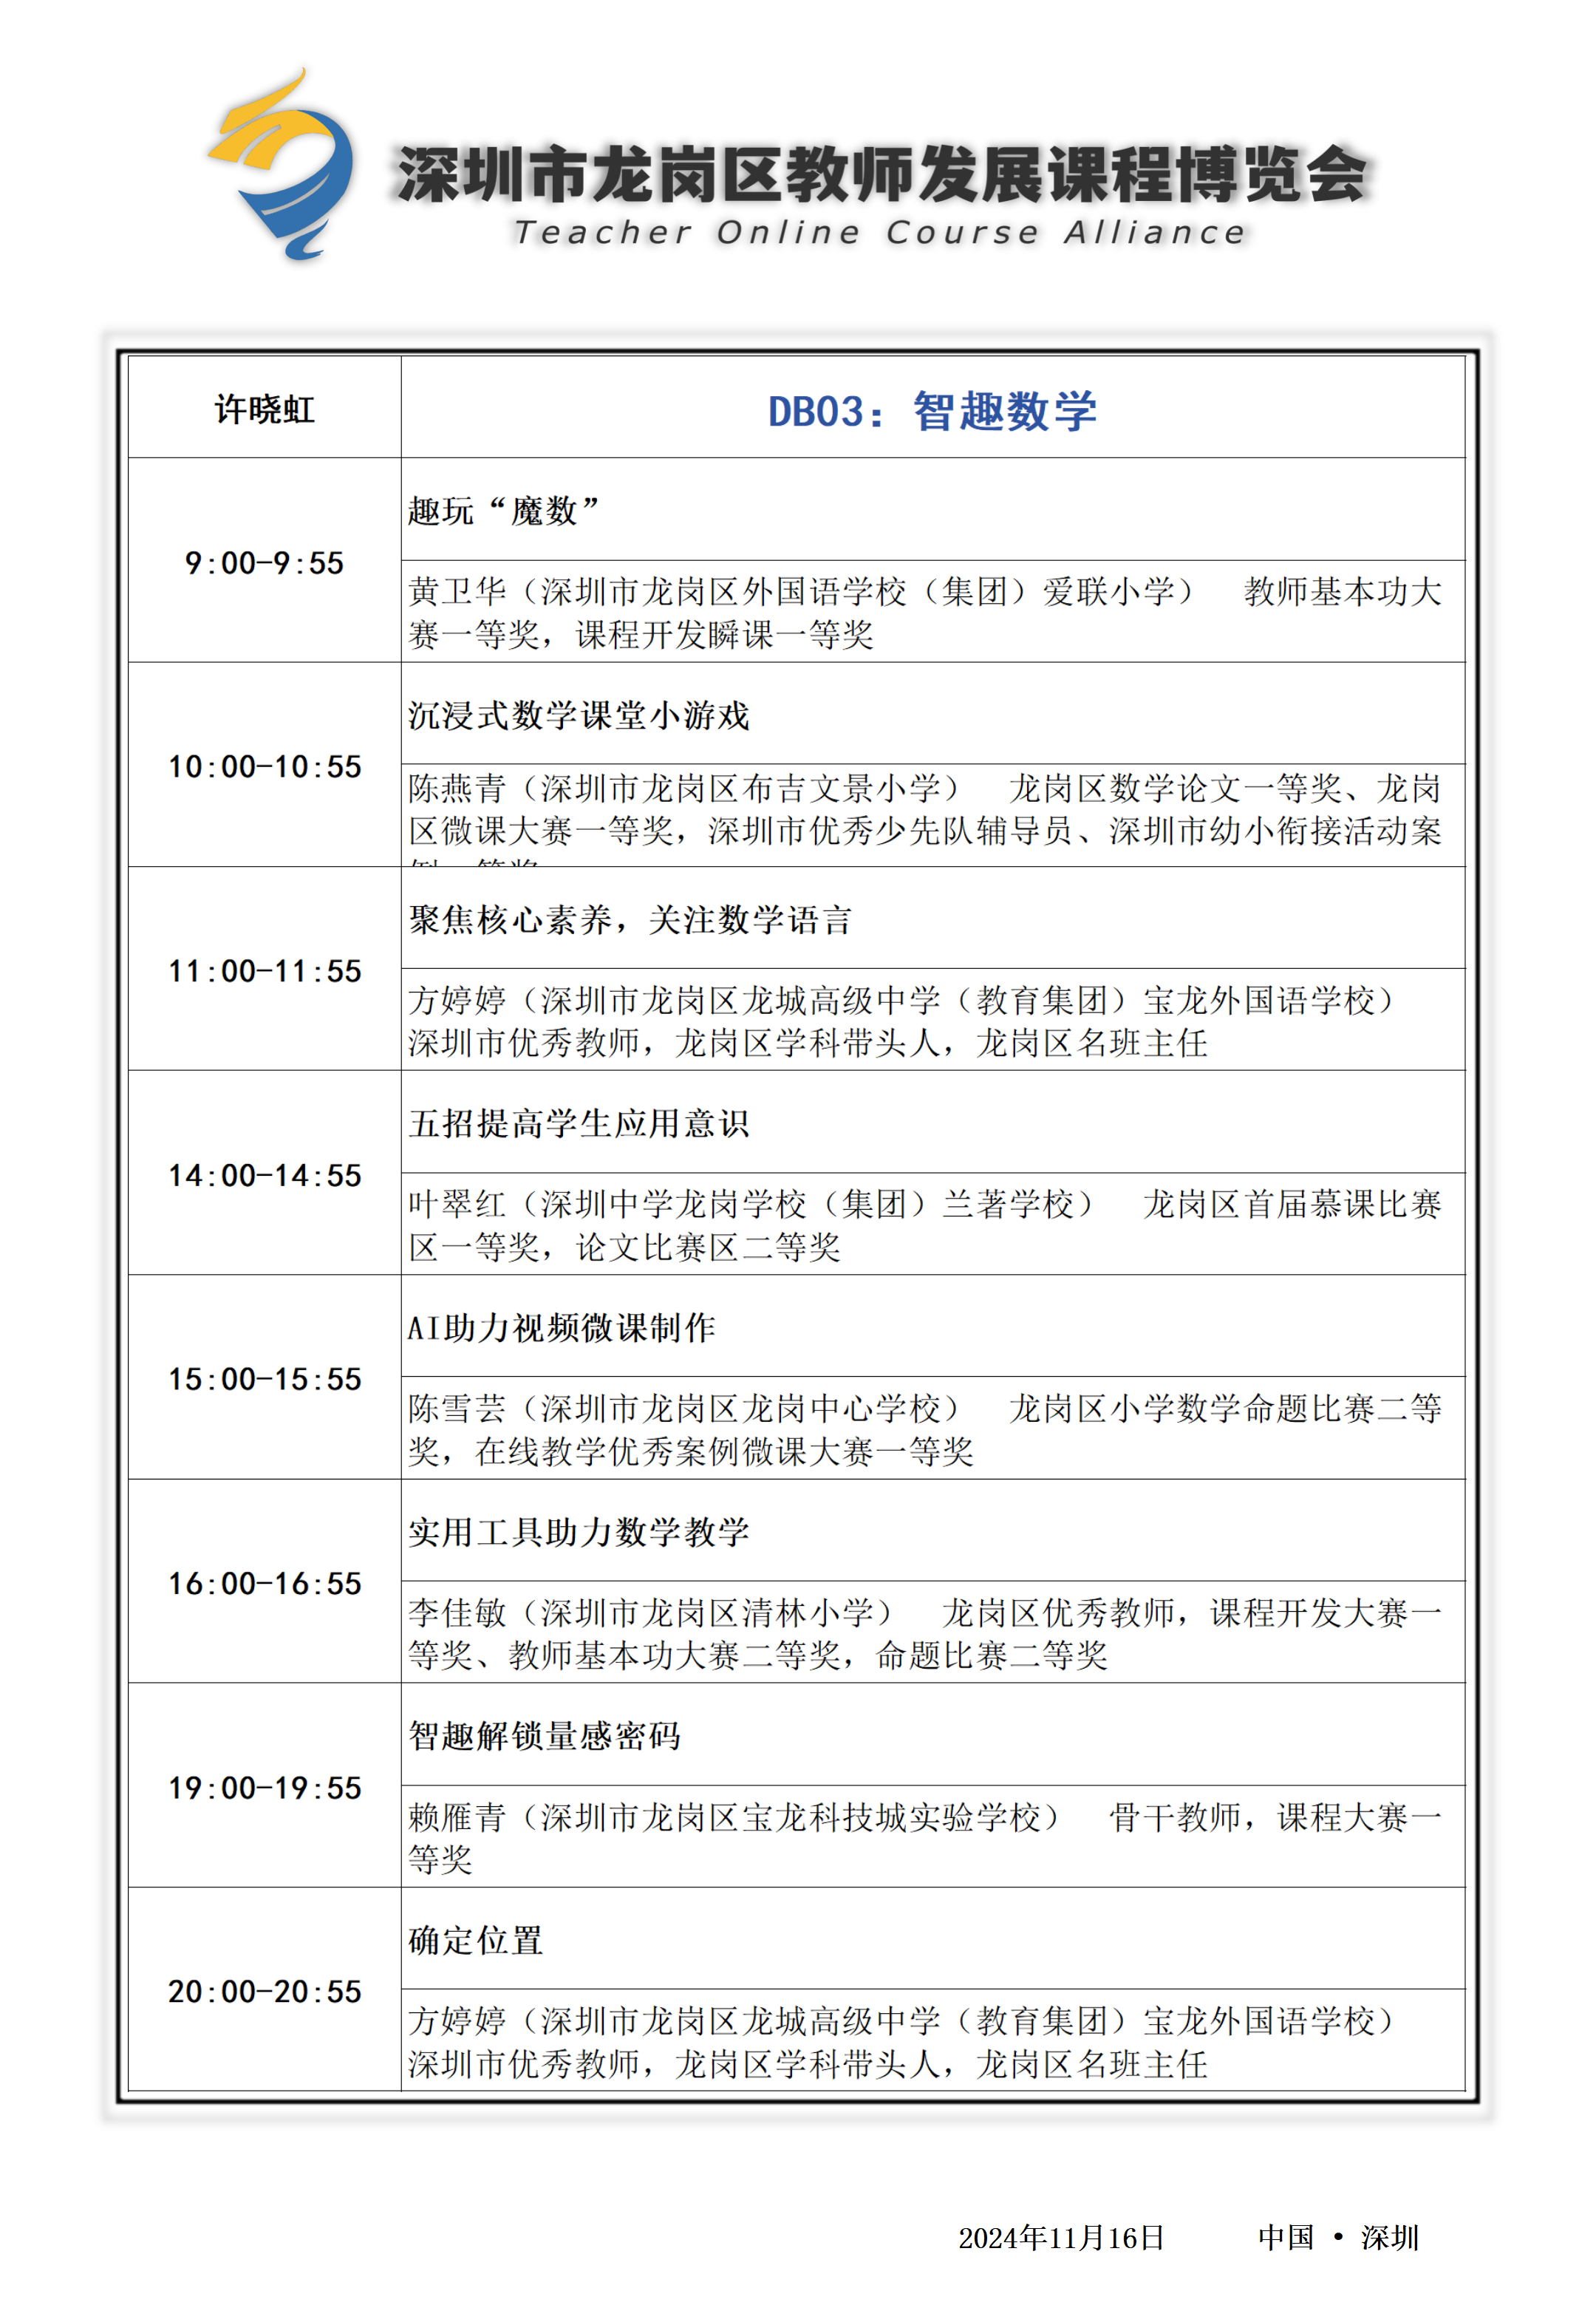 深圳市龙岗区教师发展课程博览会
Teacher Online Course Alliance
许晓虹
DB03：智趣数学
9:00-9:55
趣玩“魔数”
黄卫华（深圳市龙岗区外国语学校（集团）爱联小学） 教师基本功大
赛一等奖，课程开发瞬课一等奖
10:00-10:55
沉浸式数学课堂小游戏
陈燕青（深圳市龙岗区布吉文景小学） 龙岗区数学论文一等奖、龙岗
区微课大赛一等奖，深圳市优秀少先队辅导员、深圳市幼小衔接活动案
11:00-11:55
聚焦核心素养，关注数学语言
方婷婷（深圳市龙岗区龙城高级中学（教育集团）宝龙外国语学校）
深圳市优秀教师，龙岗区学科带头人，龙岗区名班主任
14:00-14:55
五招提高学生应用意识
叶翠红（深圳中学龙岗学校（集团）兰著学校） 龙岗区首届慕课比赛
区一等奖，论文比赛区二等奖
15:00-15:55
AI助力视频微课制作
陈雪芸（深圳市龙岗区龙岗中心学校） 龙岗区小学数学命题比赛二等
奖，在线教学优秀案例微课大赛一等奖
16:00-16:55
实用工具助力数学教学
李佳敏（深圳市龙岗区清林小学） 龙岗区优秀教师，课程开发大赛一
等奖、教师基本功大赛二等奖，命题比赛二等奖
19:00-19:55
智趣解锁量感密码
赖雁青（深圳市龙岗区宝龙科技城实验学校） 骨干教师，课程大赛一
等奖
20:00-20:55
确定位置
方婷婷（深圳市龙岗区龙城高级中学（教育集团）宝龙外国语学校）
深圳市优秀教师，龙岗区学科带头人，龙岗区名班主任
2024年11月16日 中国 • 深圳